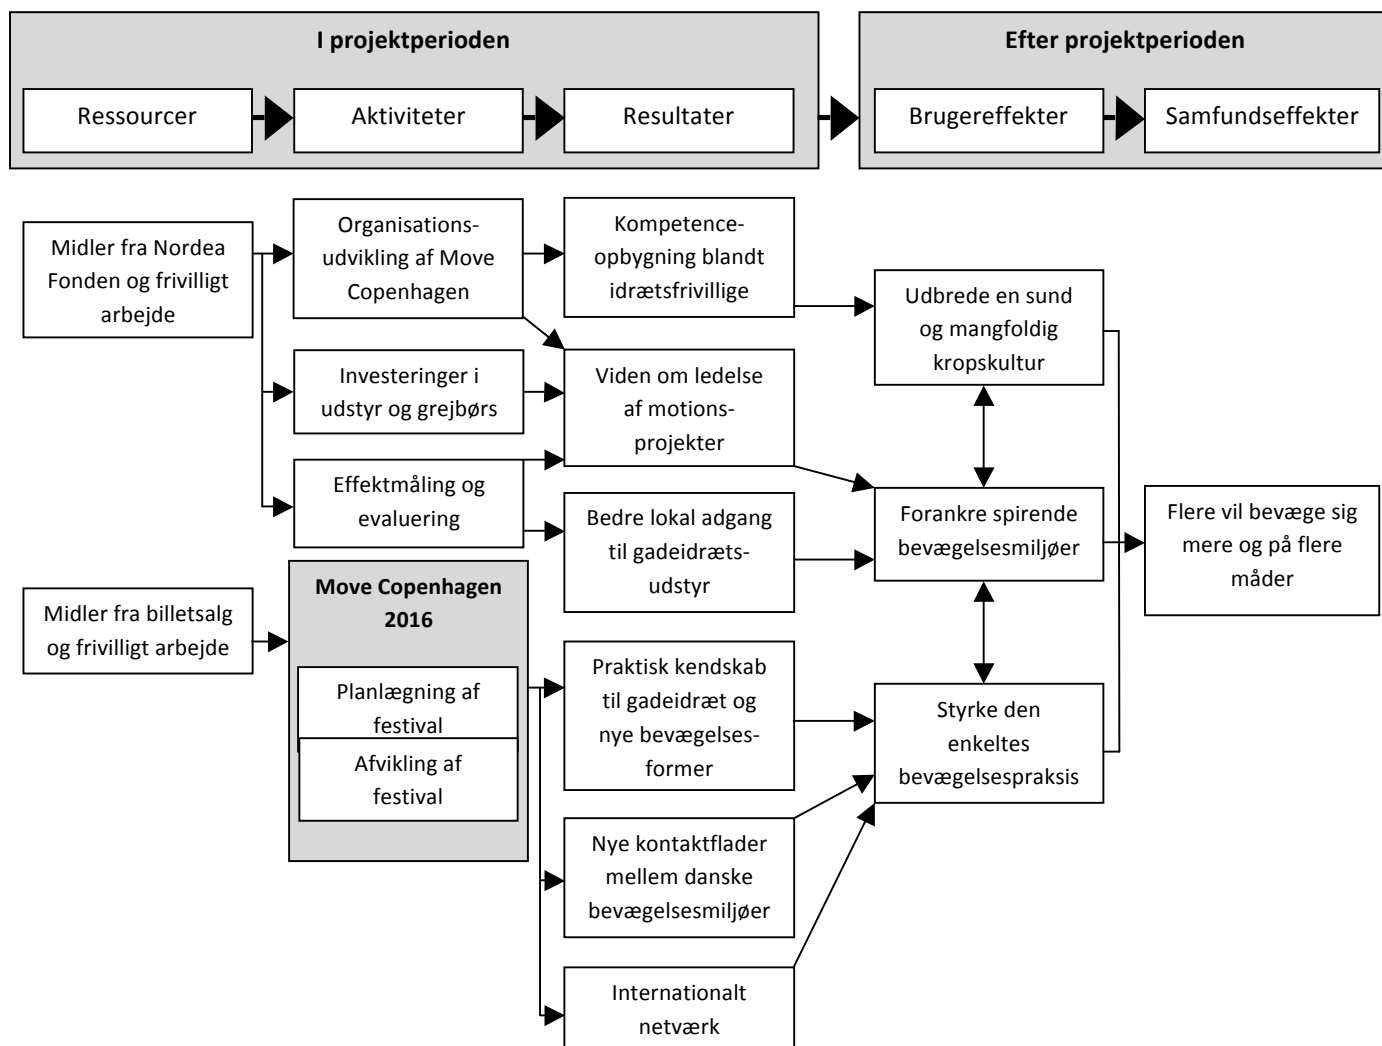 I projektperioden
Efter projektperioden
Ressourcer
Aktiviteter
Resultater
Brugereffekter
Samfundseffekter
Midler fra Nordea
Fonden og frivilligt
arbejde
Organisations-
udvikling af Move
Copenhagen
Kompetence-
opbygning blandt
idrætsfrivillige
Udbrede en sund
og mangfoldig
kropskultur
Investeringer i
udstyr og grejbørs
Viden om ledelse
af motions-
projekter
Effektmåling og
evaluering
Bedre lokal adgang
til gadeidræts-
udstyr
Forankre spirende
bevægelsesmiljøer
Flere vil bevæge sig
mere og på flere
måder
Midler fra billetsalg
og frivilligt arbejde
Move Copenhagen
2016
Planlægning af
festival
Afvikling af
festival
Praktisk kendskab
til gadeidræt og
nye bevægelses-
former
Styrke den
enkeltes
bevægelsespraksis
Nye kontaktflader
mellem danske
bevægelsesmiljøer
Internationalt
netværk